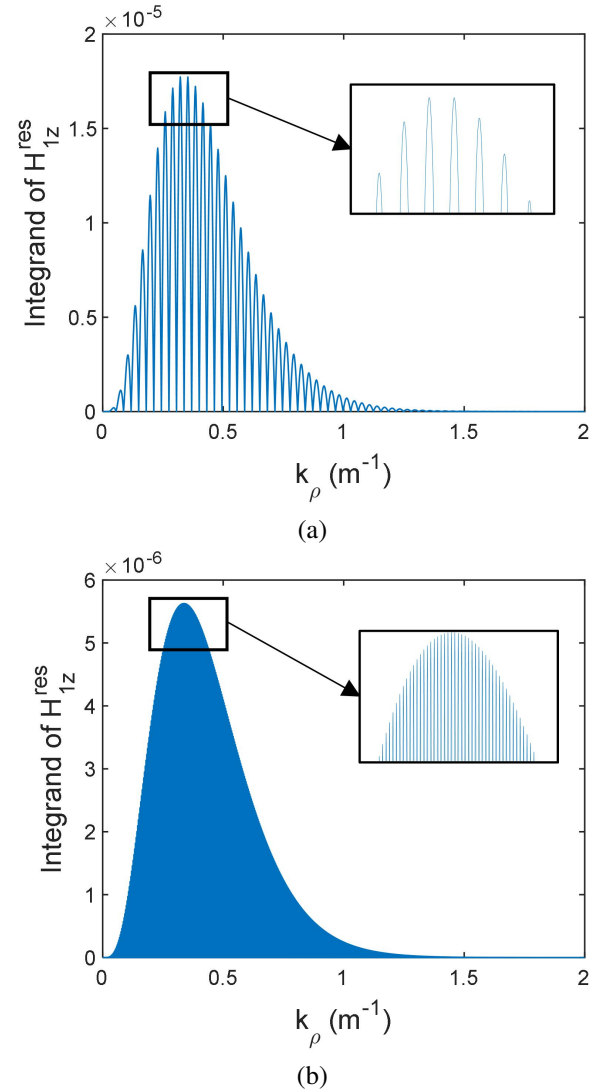 × 10⁻⁵
2
1.5
1
0.5
0
Integrand of H₁zʳᵉˢ
0 0.5 1 1.5 2
kᵨ (m⁻¹)
(a)
× 10⁻⁶
6
5
4
3
2
1
0
Integrand of H₁zʳᵉˢ
0 0.5 1 1.5 2
kᵨ (m⁻¹)
(b)